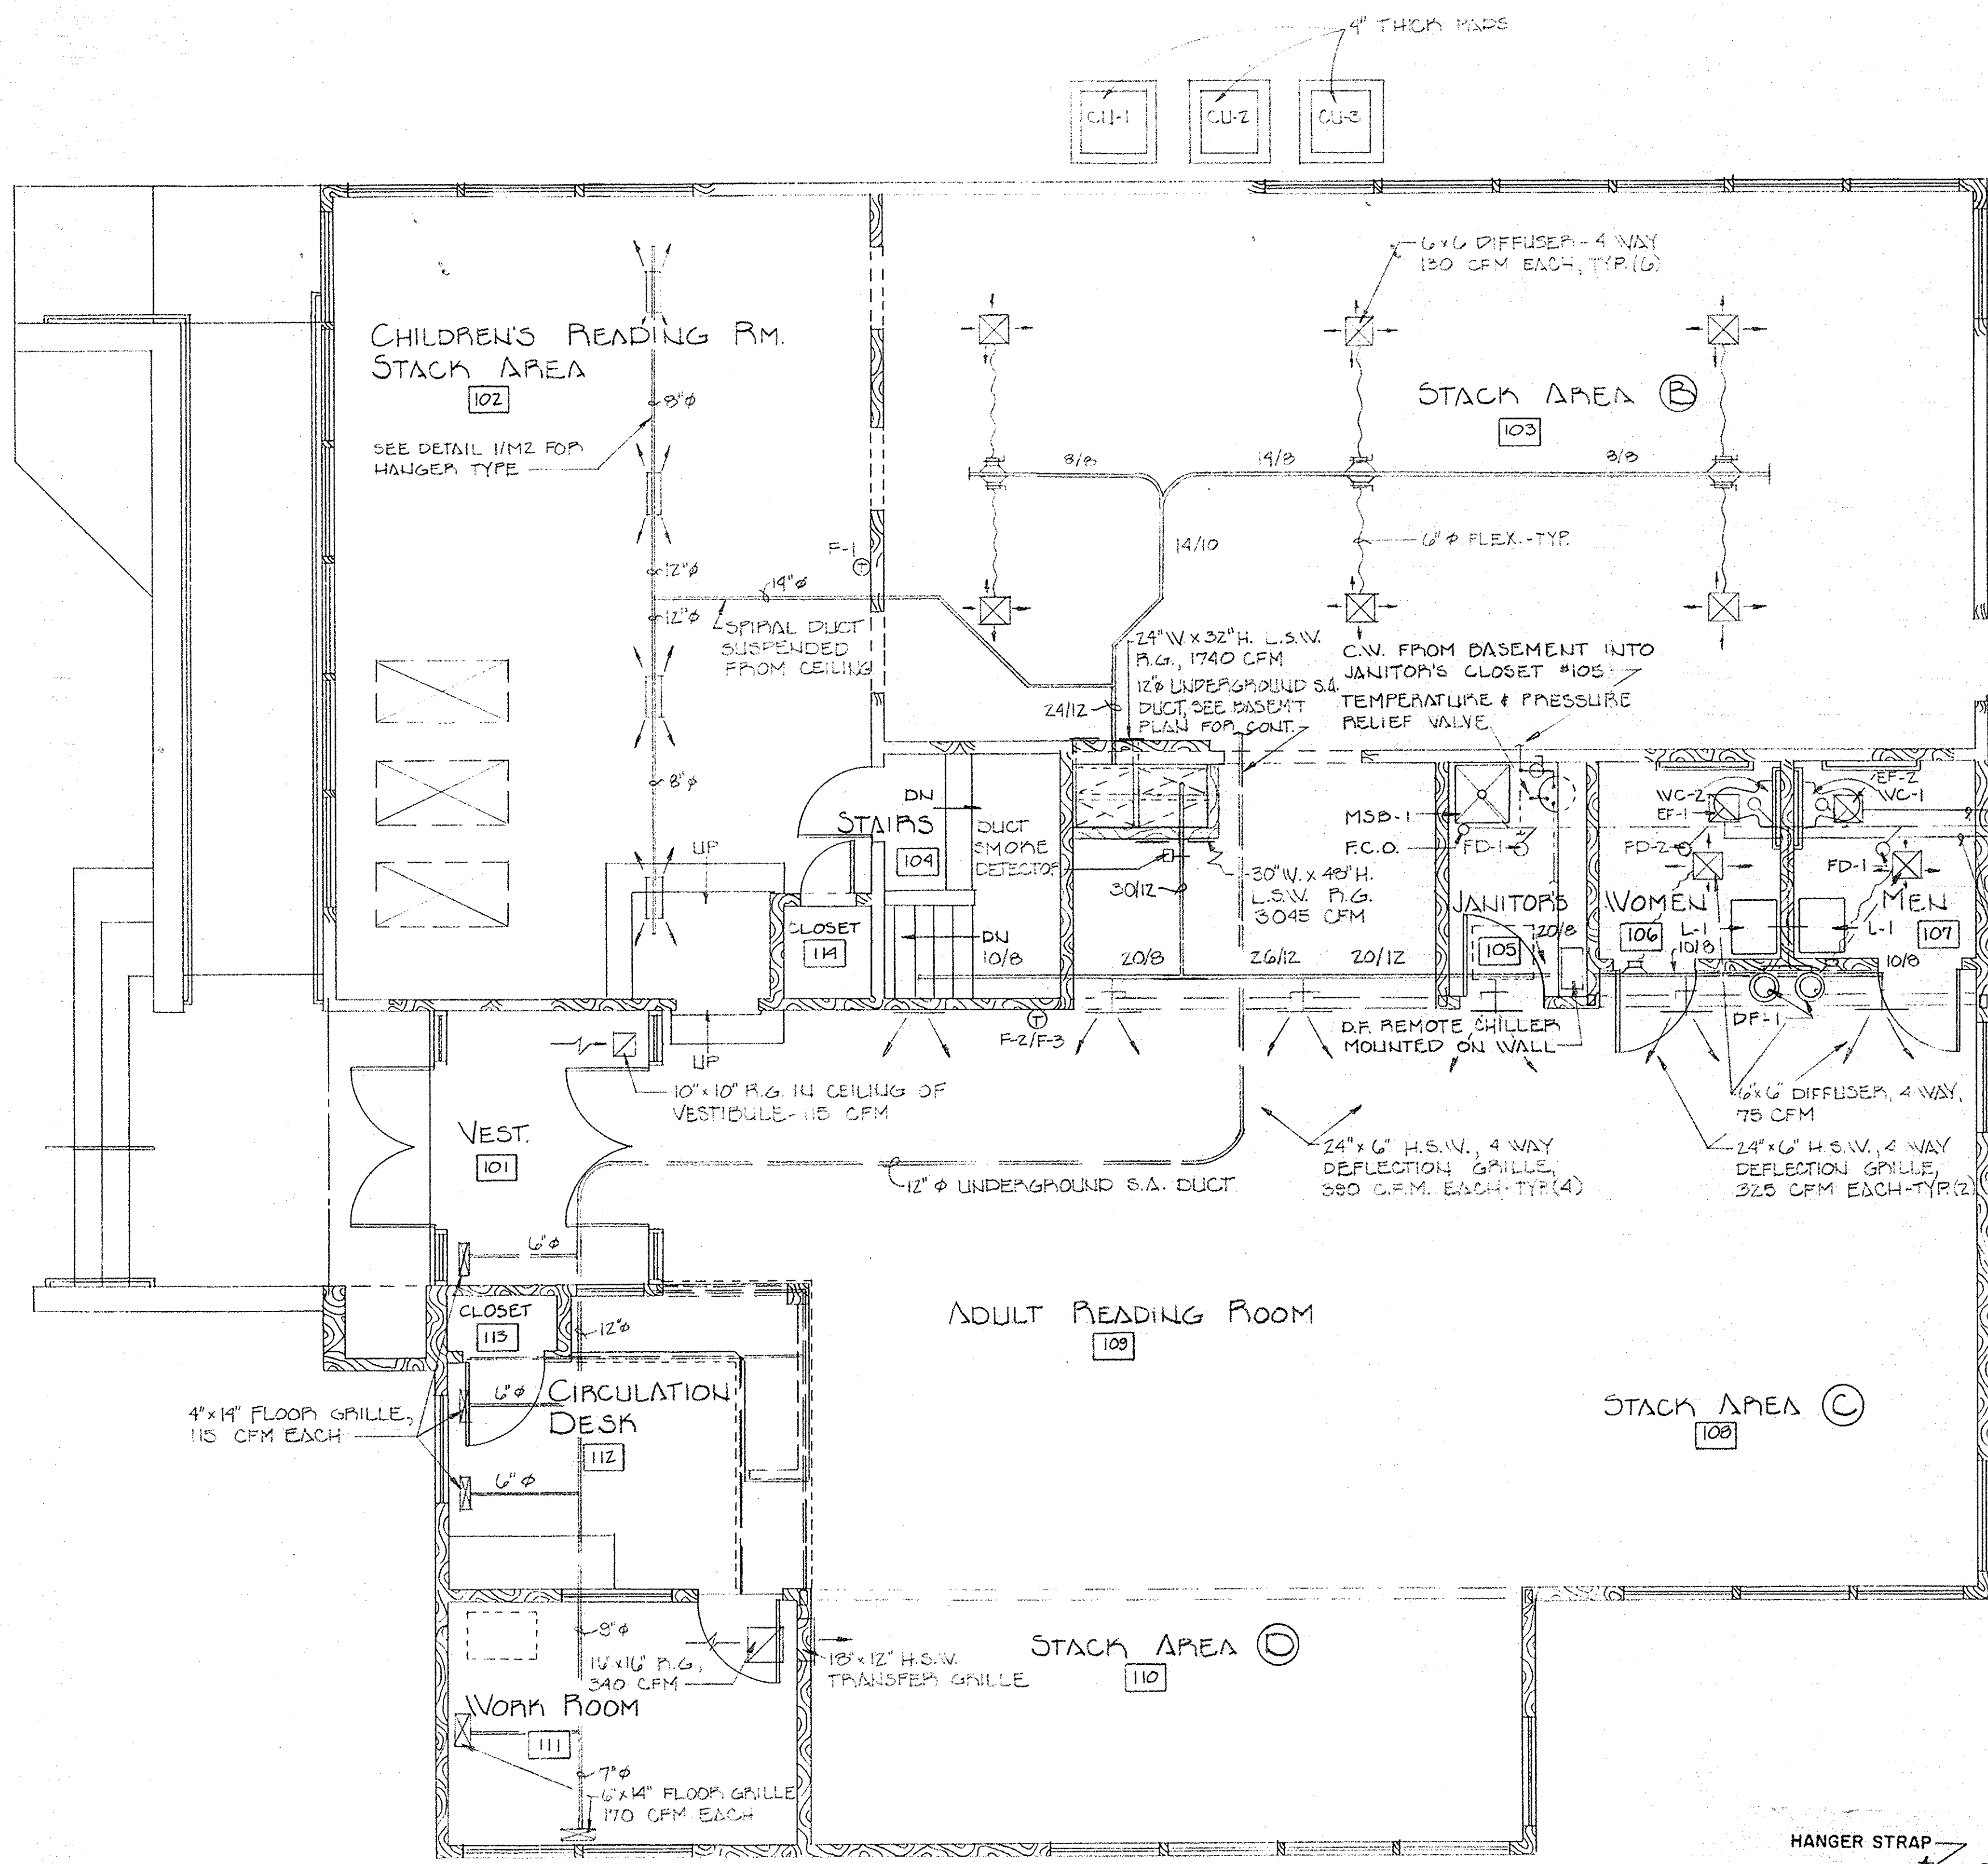 4" THICK PADS
CU-1
CU-2
CU-3
6x6 DIFFUSER - 4 WAY
130 CFM EACH, TYP. (6)
CHILDREN'S READING RM.
STACK AREA
102
8"φ
SEE DETAIL 1/M2 FOR
HANGER TYPE
STACK AREA B
103
8/8
14/8
8/8
14/10
6"φ FLEX.-TYP.
F-1
T
12"φ
14"φ
12"φ
SPIRAL DUCT
SUSPENDED
FROM CEILING
24"W. x 32"H. L.S.W.
R.G., 1740 CFM
12"φ UNDERGROUND S.A.
DUCT, SEE BASEM'T
PLAN FOR CONT.
C.W. FROM BASEMENT INTO
JANITOR'S CLOSET #105
TEMPERATURE & PRESSURE
RELIEF VALVE
24/12
8"φ
DN
STAIRS
104
DUCT
SMOKE
DETECTOR
UP
30/12
30"W. x 48"H.
L.S.W. R.G.
3045 CFM
MSB-1
F.C.O.
FD-1
JANITOR'S
105
20/8
WC-2
EF-1
FD-2
WOMEN
106
L-1
10/8
EF-2
WC-1
FD-1
MEN
L-1
107
10/8
CLOSET
114
DN
10/8
20/8
26/12
20/12
T
F-2/F-3
D.F. REMOTE CHILLER
MOUNTED ON WALL
DF-1
UP
10"x10" R.G. IN CEILING OF
VESTIBULE-115 CFM
6"x6" DIFFUSER, 4 WAY,
75 CFM
VEST.
101
24"x6" H.S.W., 4 WAY
DEFLECTION GRILLE,
390 C.F.M. EACH-TYP.(4)
24"x6" H.S.W., 4 WAY
DEFLECTION GRILLE,
325 CFM EACH-TYP.(2)
12" φ UNDERGROUND S.A. DUCT
6"φ
CLOSET
113
12"φ
ADULT READING ROOM
109
6"φ
CIRCULATION
DESK
112
4"x14" FLOOR GRILLE,
115 CFM EACH
STACK AREA C
108
6"φ
9"φ
16"x16" R.G.,
340 CFM
18"x12" H.S.W.
TRANSFER GRILLE
STACK AREA D
110
WORK ROOM
111
7"φ
6"x14" FLOOR GRILLE
170 CFM EACH
HANGER STRAP